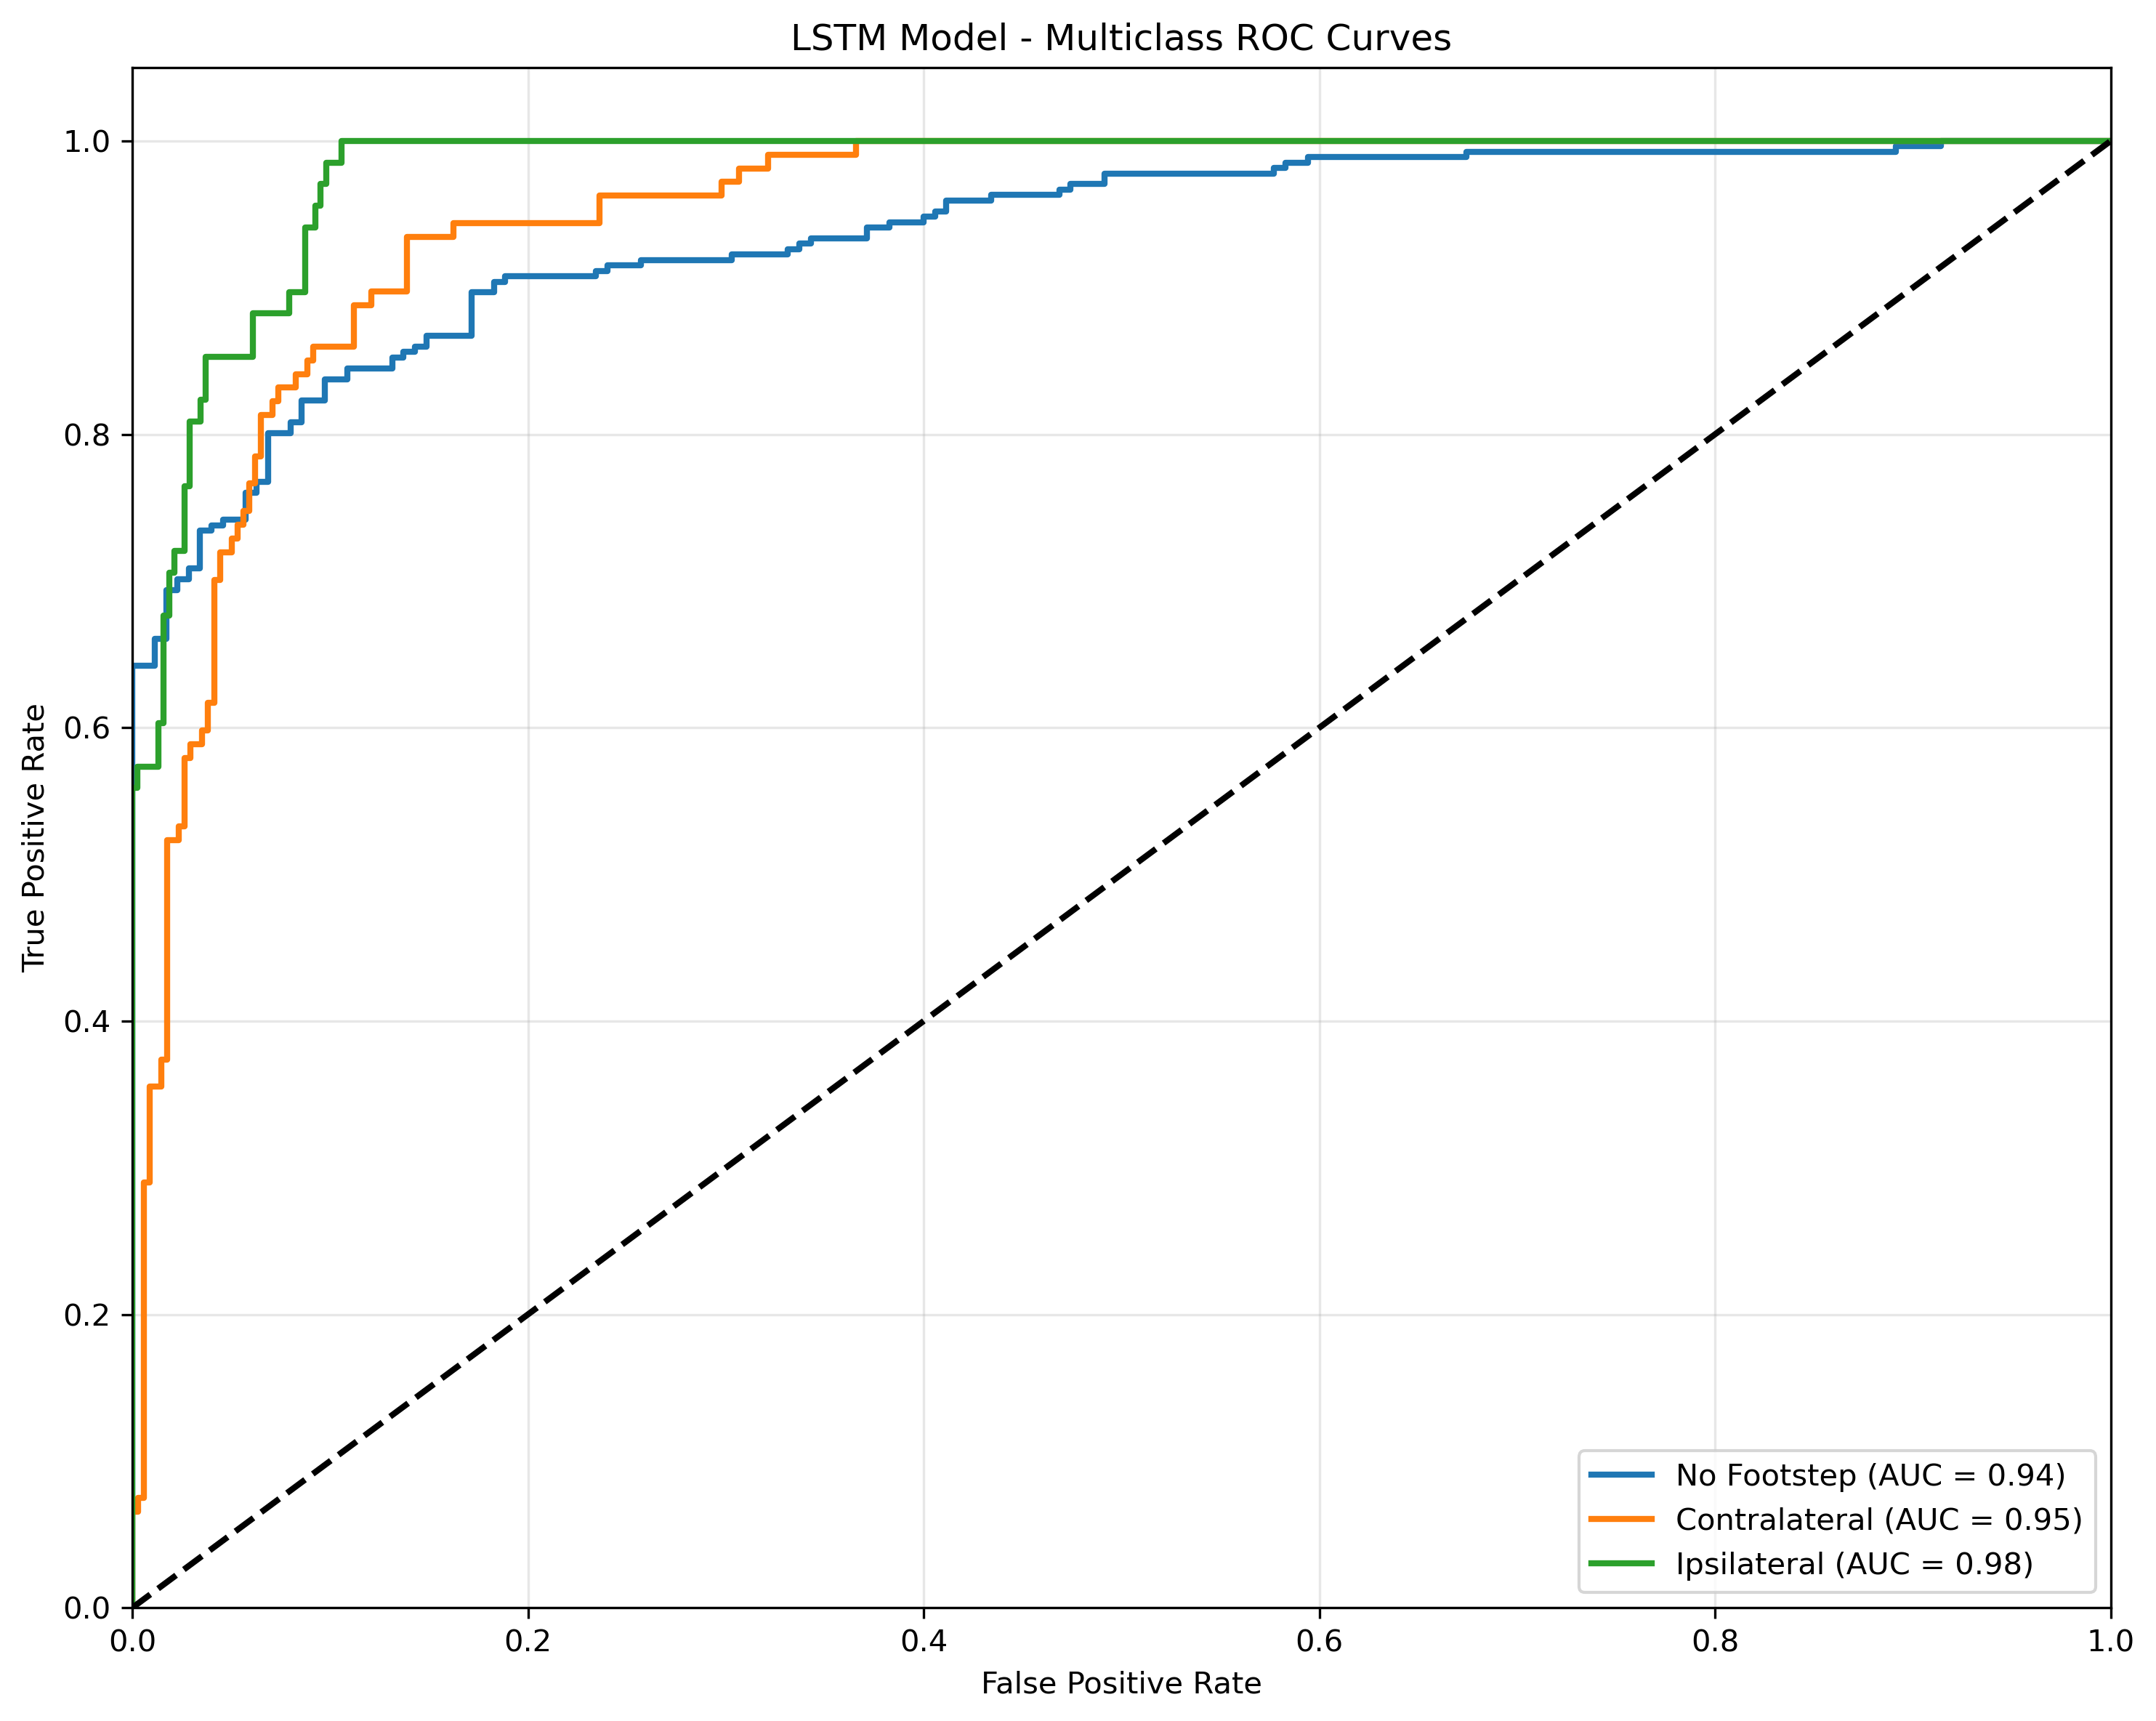 LSTM Model - Multiclass ROC Curves
1.0
0.8
0.6
0.4
0.2
0.0
True Positive Rate
No Footstep (AUC = 0.94)
Contralateral (AUC = 0.95)
Ipsilateral (AUC = 0.98)
0.0 0.2 0.4 0.6 0.8 1.0
False Positive Rate